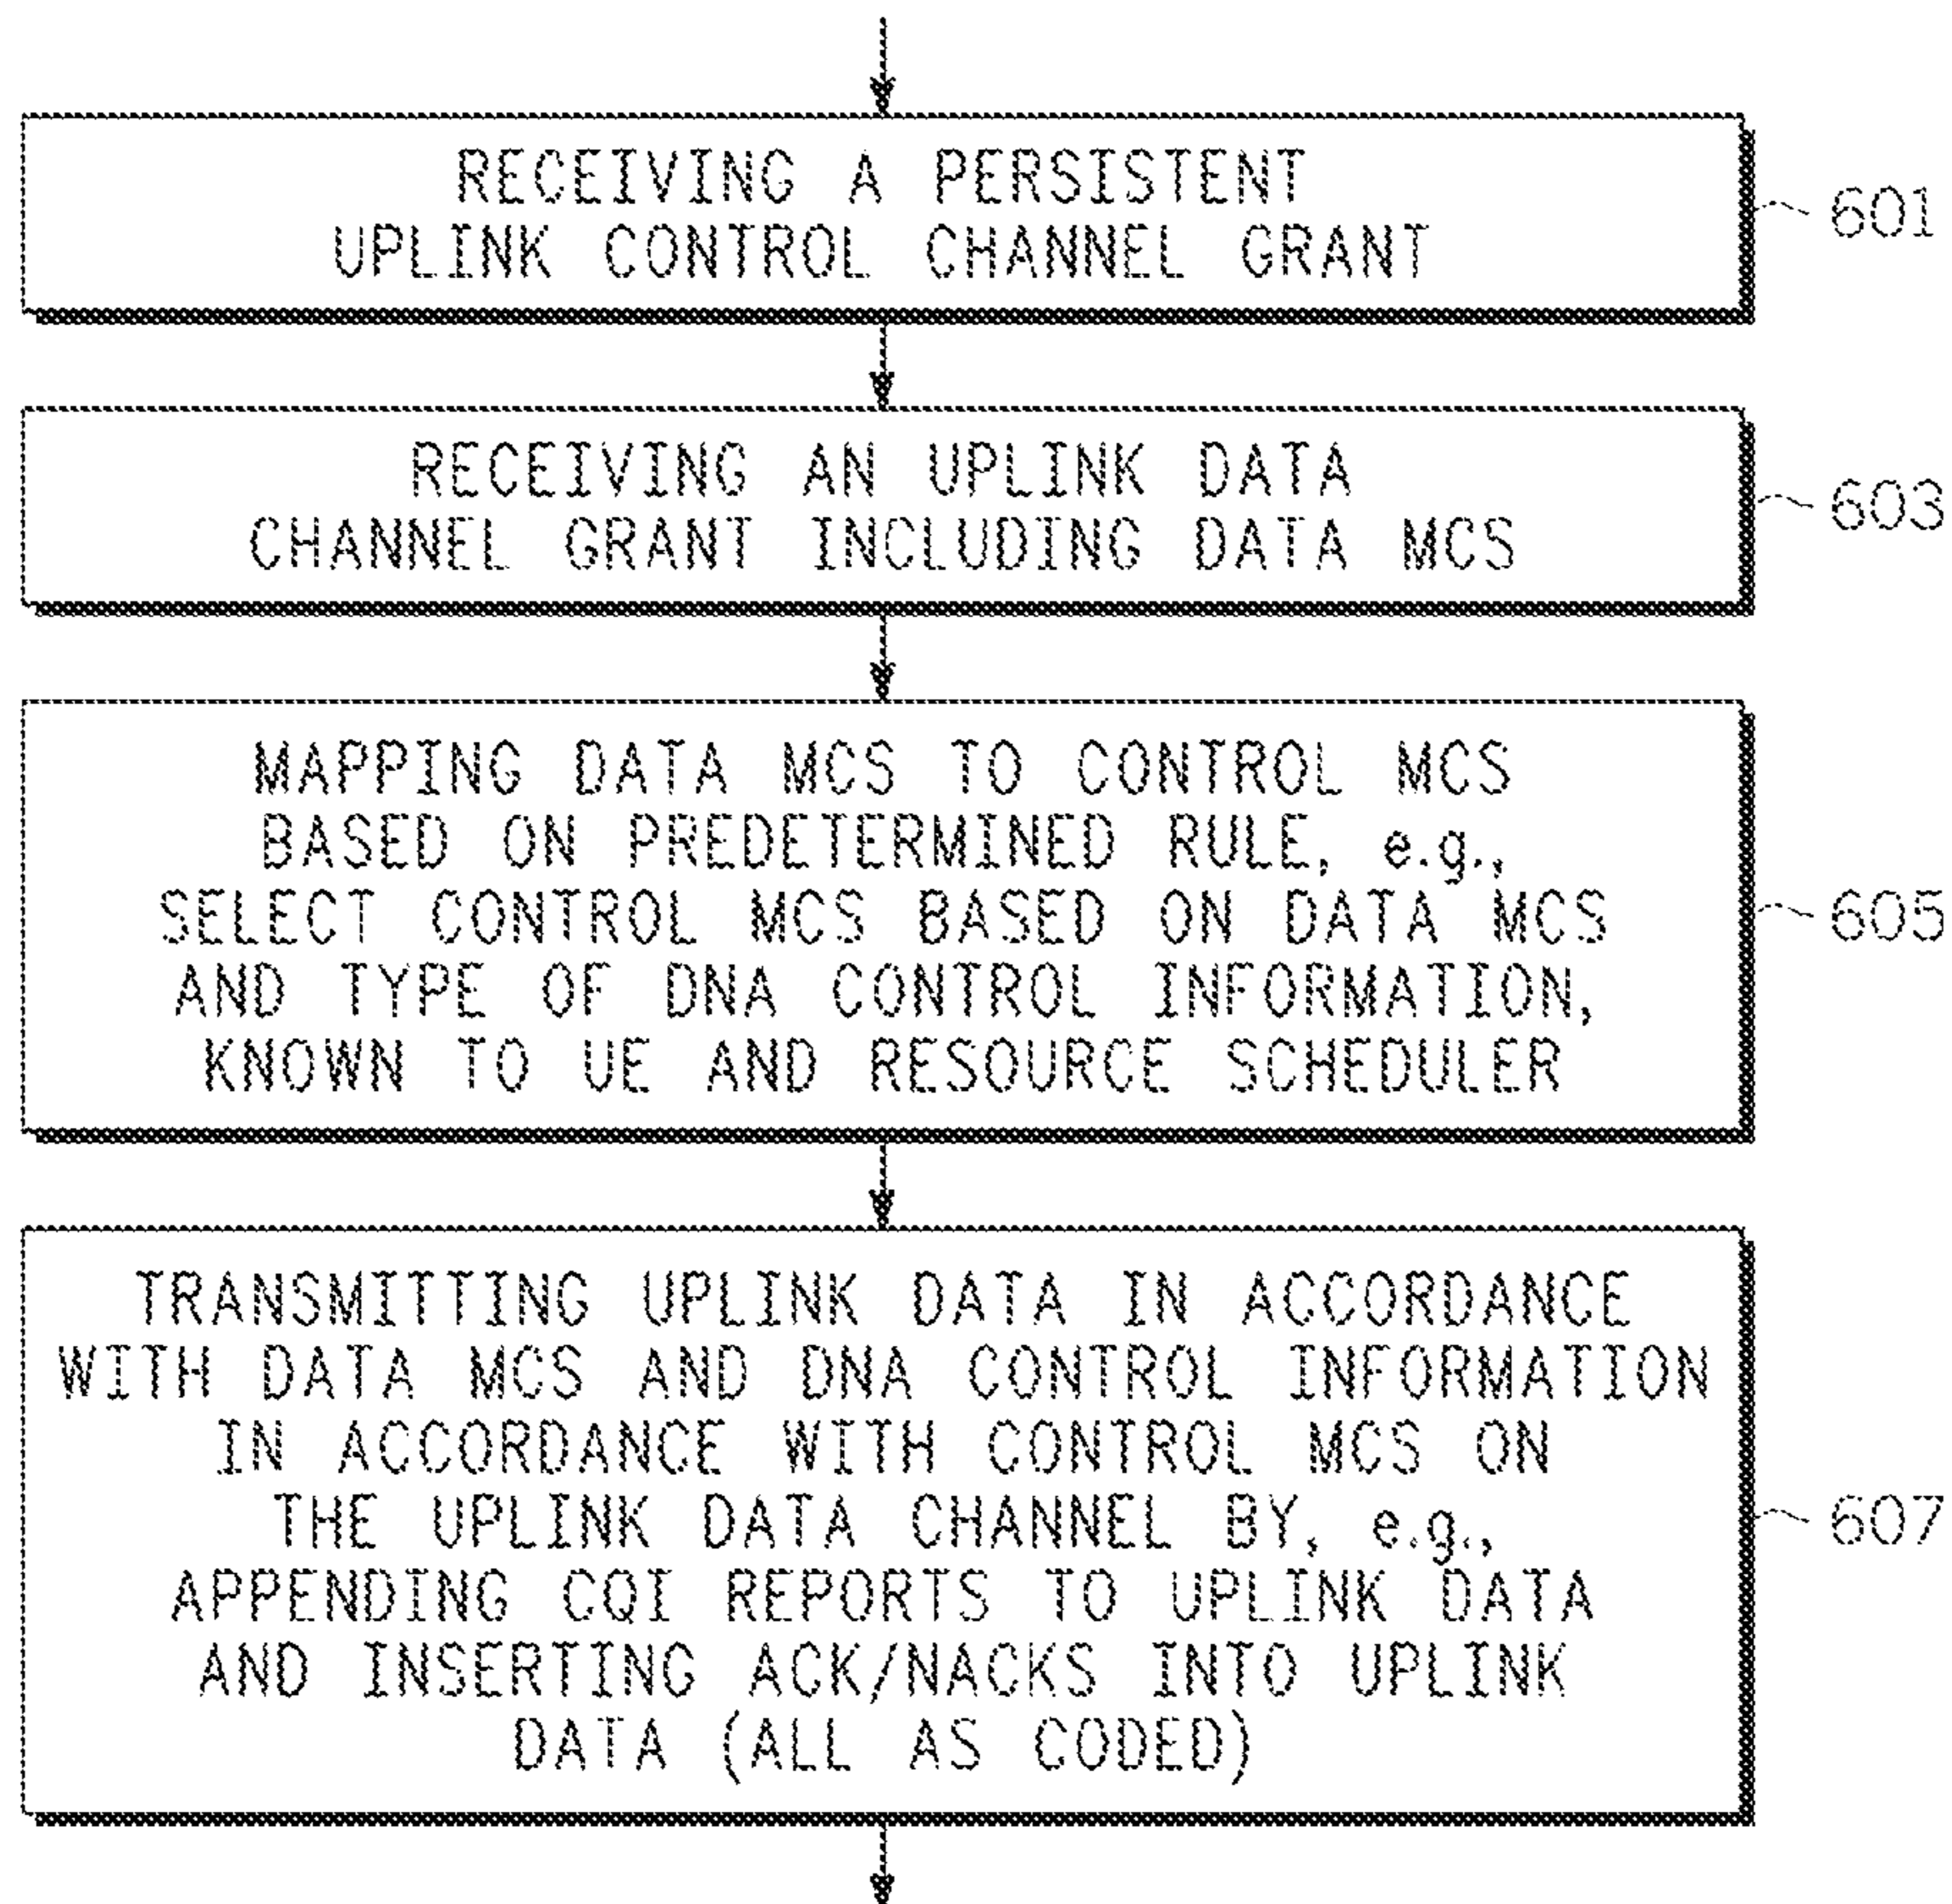 RECEIVING A PERSISTENT
UPLINK CONTROL CHANNEL GRANT
601
RECEIVING AN UPLINK DATA
CHANNEL GRANT INCLUDING DATA MCS
603
MAPPING DATA MCS TO CONTROL MCS
BASED ON PREDETERMINED RULE, e.g.,
SELECT CONTROL MCS BASED ON DATA MCS
AND TYPE OF DNA CONTROL INFORMATION,
KNOWN TO UE AND RESOURCE SCHEDULER
605
TRANSMITTING UPLINK DATA IN ACCORDANCE
WITH DATA MCS AND DNA CONTROL INFORMATION
IN ACCORDANCE WITH CONTROL MCS ON
THE UPLINK DATA CHANNEL BY, e.g.,
APPENDING CQI REPORTS TO UPLINK DATA
AND INSERTING ACK/NACKS INTO UPLINK
DATA (ALL AS CODED)
607